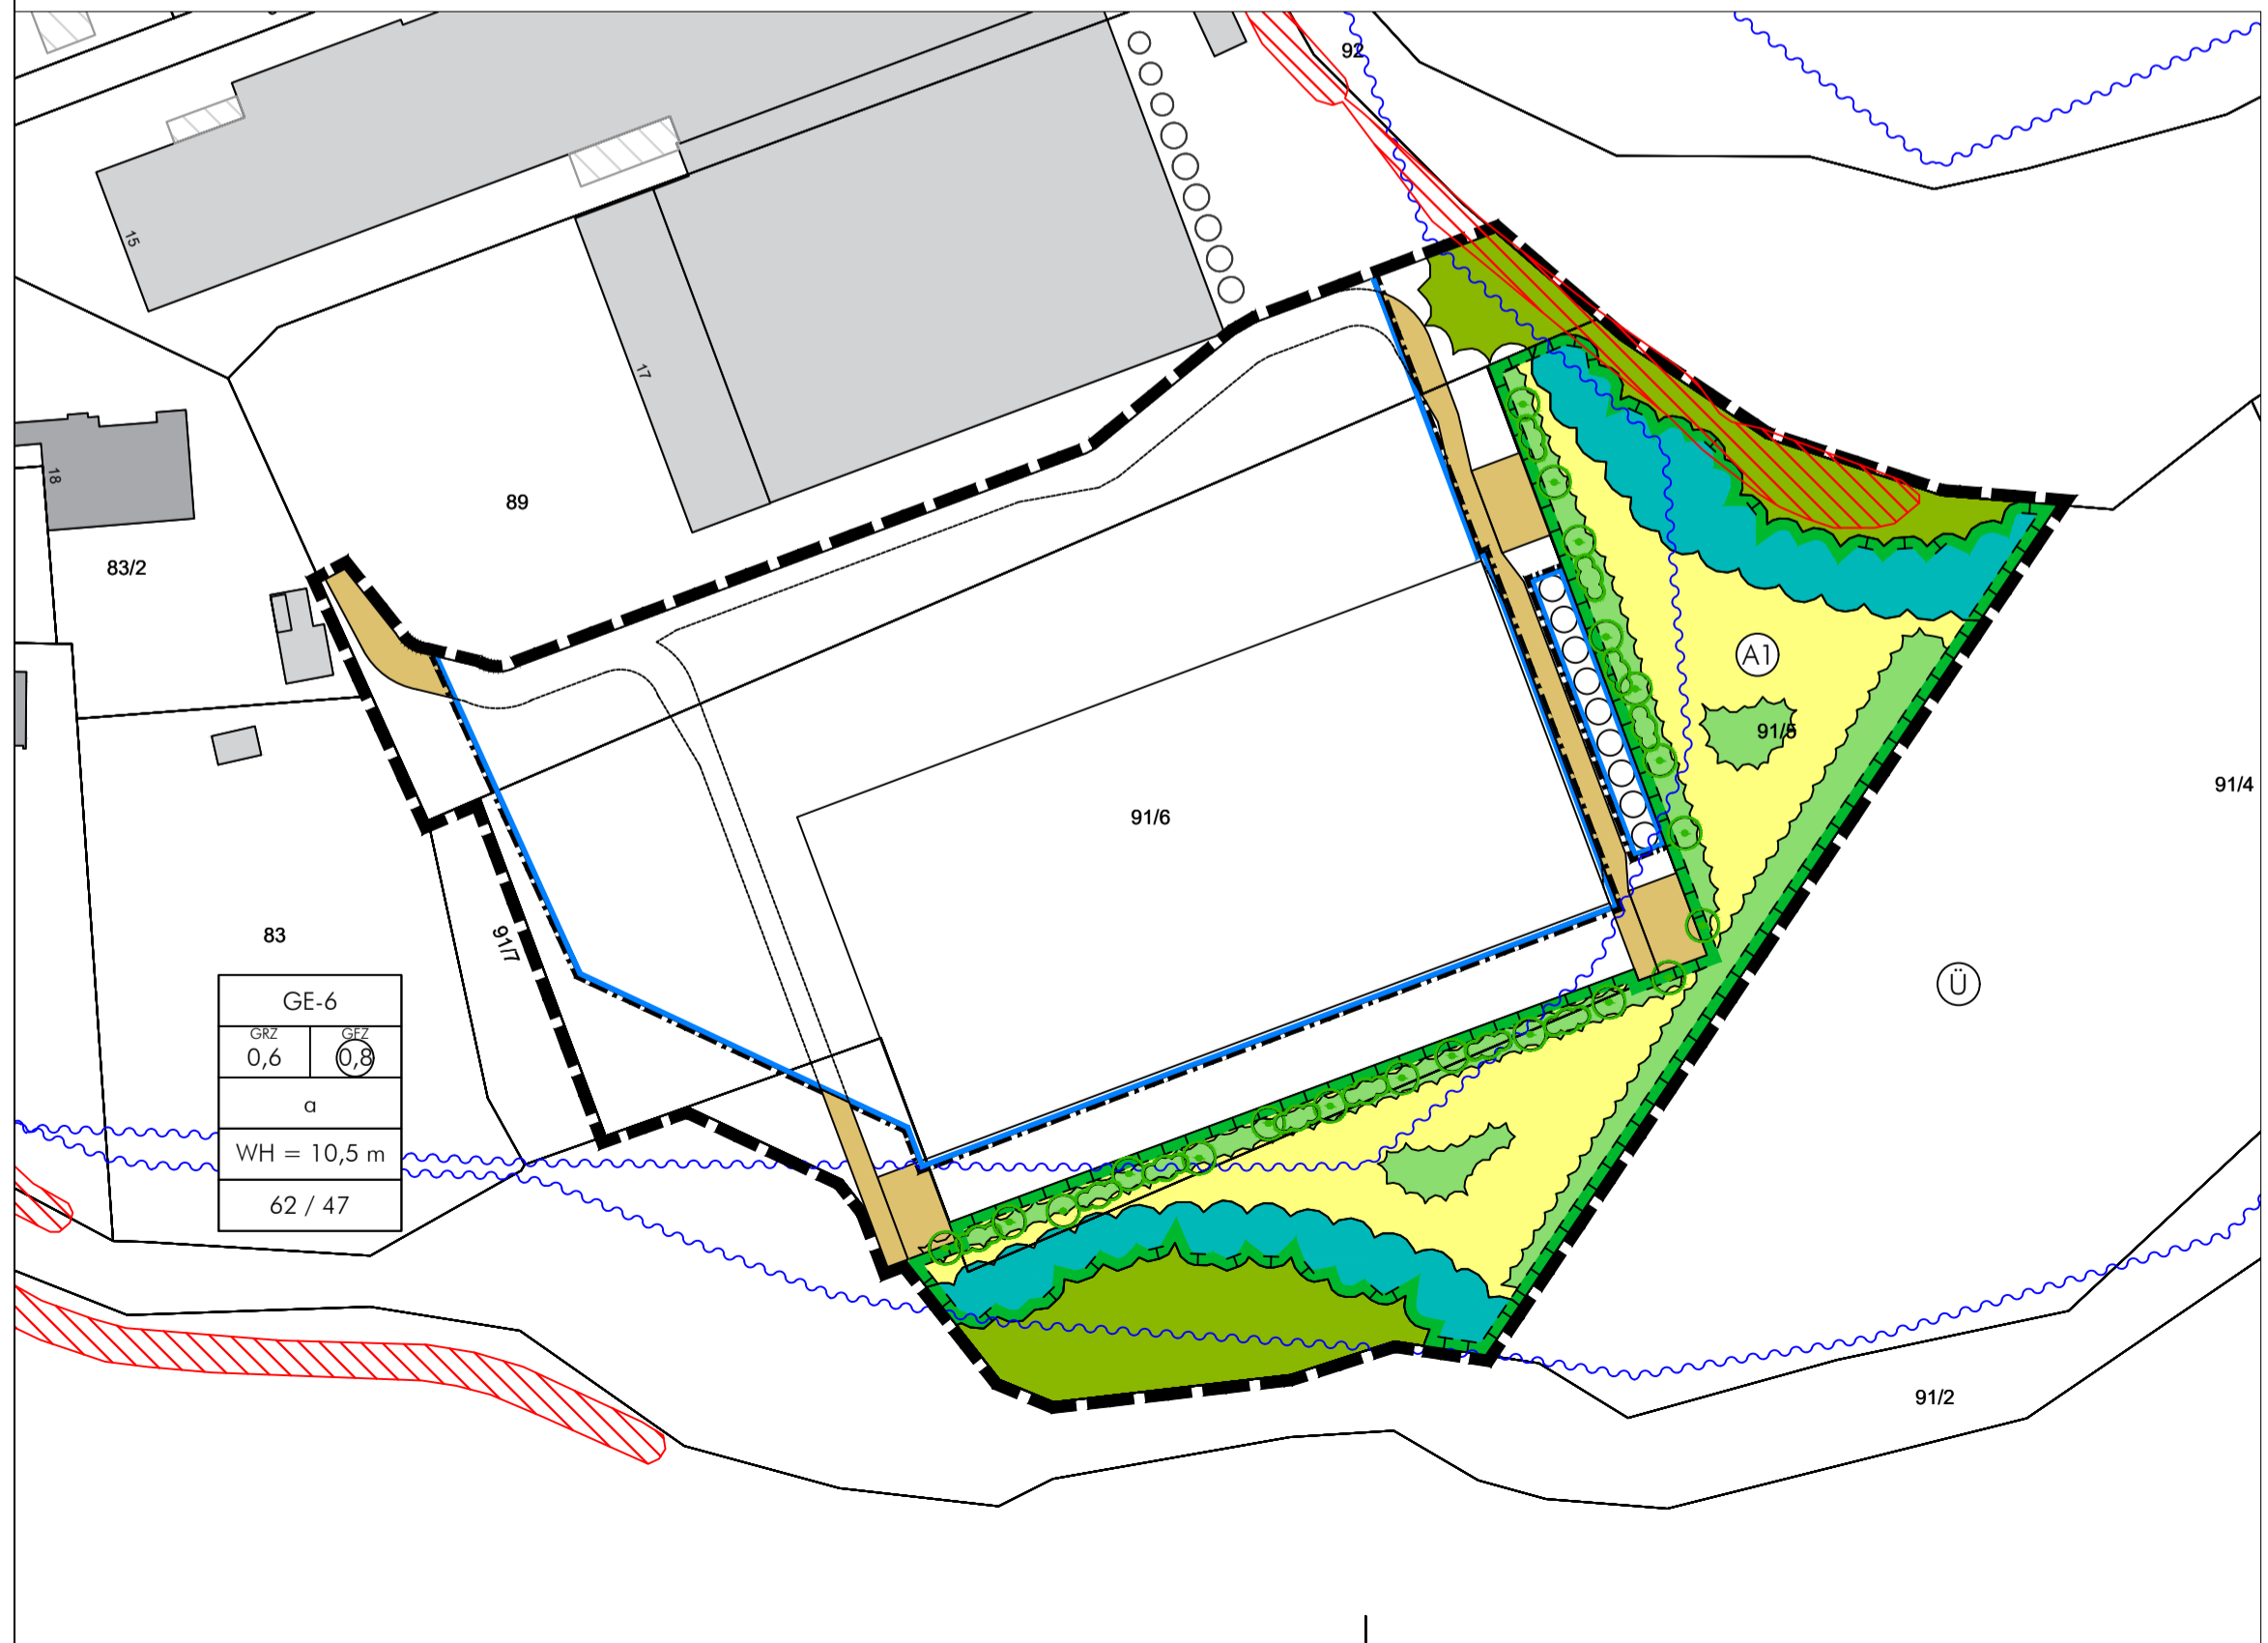 92
15
17
18
89
83/2
A1
91/5
91/4
91/6
83
91/7
Ü
GE-6
GRZ GFZ
0,6 0,8
a
WH = 10,5 m
62 / 47
91/2